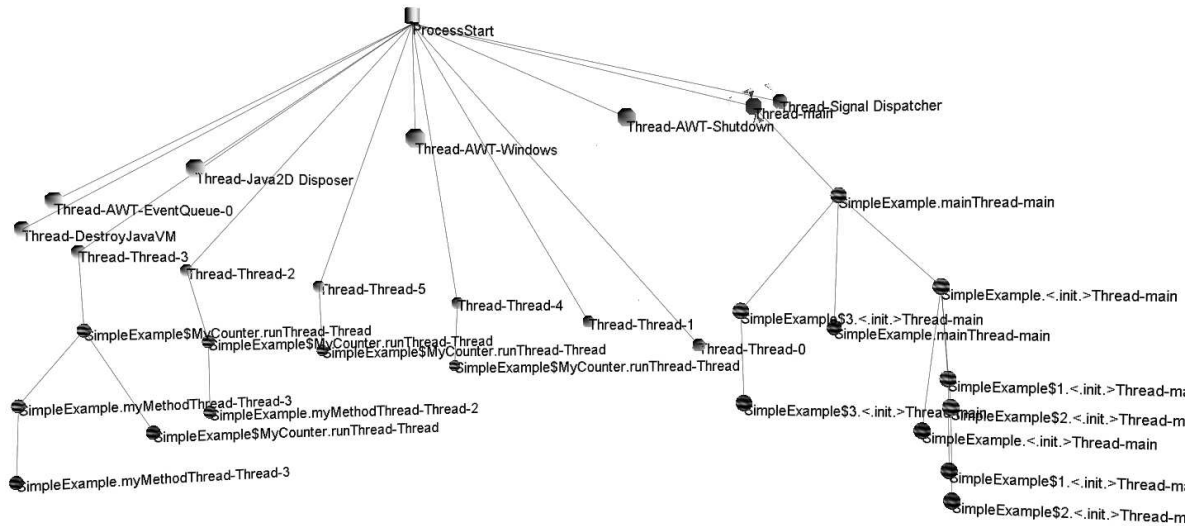 ProcessStart
Thread-Signal Dispatcher
Thread-main
Thread-AWT-Shutdown
Thread-AWT-Windows
Thread-Java2D Disposer
Thread-AWT-EventQueue-0
Thread-DestroyJavaVM
Thread-Thread-3
Thread-Thread-2
Thread-Thread-5
Thread-Thread-4
Thread-Thread-1
Thread-Thread-0
SimpleExample.mainThread-main
SimpleExample.<.init.>Thread-main
SimpleExample$3.<.init.>Thread-main
SimpleExample.mainThread-main
SimpleExample$MyCounter.runThread-Thread
SimpleExample$MyCounter.runThread-Thread
SimpleExample$MyCounter.runThread-Thread
SimpleExample$MyCounter.runThread-Thread
SimpleExample$1.<.init.>Thread-ma
SimpleExample.myMethodThread-Thread-3
SimpleExample.myMethodThread-Thread-2
SimpleExample$3.<.init.>Thread-main
SimpleExample$2.<.init.>Thread-m
SimpleExample$MyCounter.runThread-Thread
SimpleExample.<.init.>Thread-main
SimpleExample.myMethodThread-Thread-3
SimpleExample$1.<.init.>Thread-ma
SimpleExample$2.<.init.>Thread-m